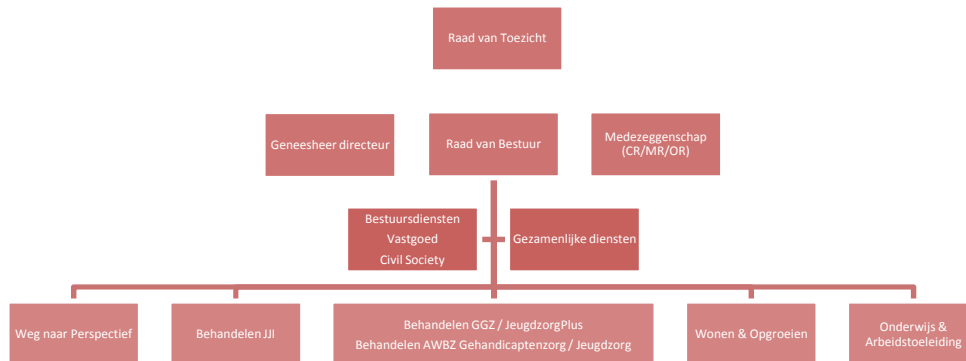 Raad van Toezicht
Geneesheer directeur
Raad van Bestuur
Medezeggenschap
(CR/MR/OR)
Bestuursdiensten
Vastgoed
Civil Society
Gezamenlijke diensten
Weg naar Perspectief
Behandelen JJI
Behandelen GGZ / JeugdzorgPlus
Behandelen AWBZ Gehandicaptenzorg / Jeugdzorg
Wonen & Opgroeien
Onderwijs &
Arbeidstoeleiding